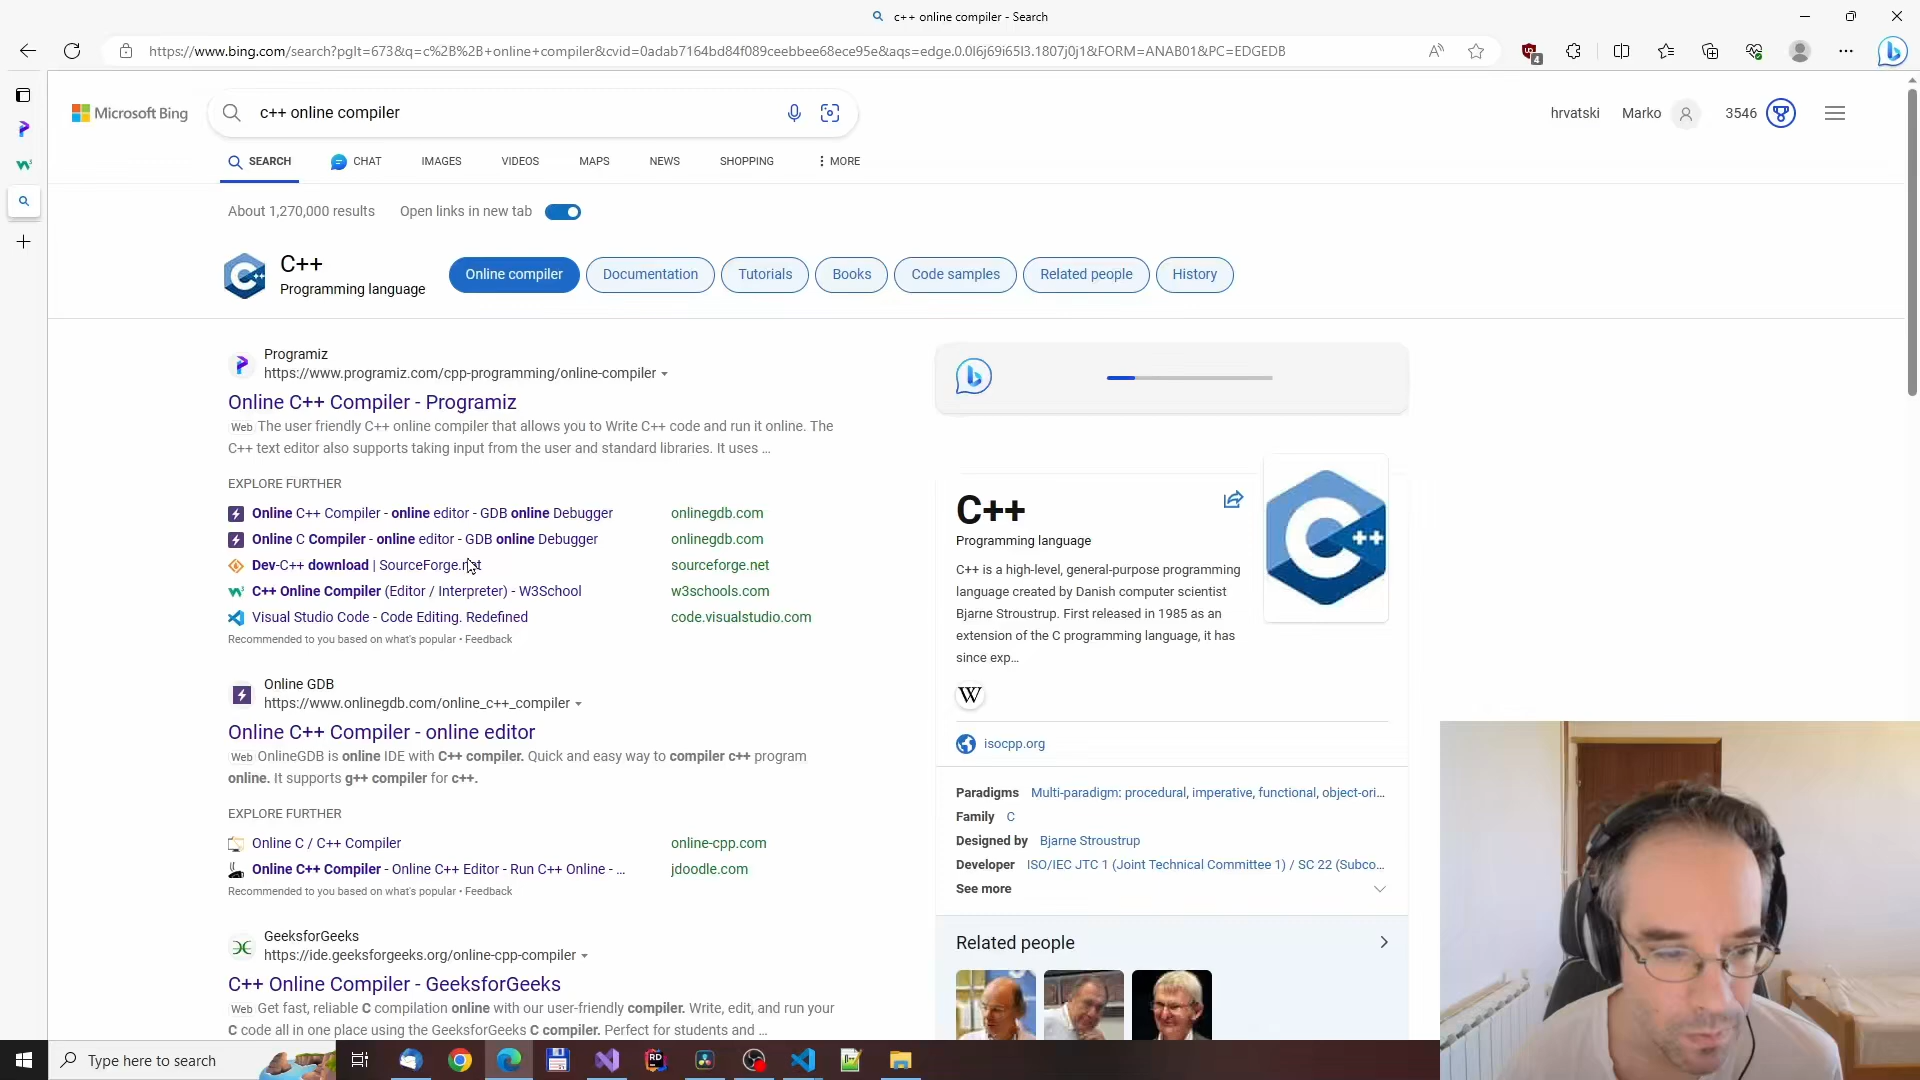 c++ online compiler - Search
https://www.bing.com/search?pglt=673&q=c%2B%2B+online+compiler&cvid=0adab7164bd84f089ceebbee68ece95e&aqs=edge.0.0l6j69i65l3.1807j0j1&FORM=ANAB01&PC=EDGEDB
4
Microsoft Bing
c++ online compiler
hrvatski
Marko
3546
SEARCH
CHAT
IMAGES
VIDEOS
MAPS
NEWS
SHOPPING
MORE
About 1,270,000 results
Open links in new tab
C++
Programming language
Online compiler
Documentation
Tutorials
Books
Code samples
Related people
History
Programiz
https://www.programiz.com/cpp-programming/online-compiler
Online C++ Compiler - Programiz
Web The user friendly C++ online compiler that allows you to Write C++ code and run it online. The
C++ text editor also supports taking input from the user and standard libraries. It uses ...
EXPLORE FURTHER
Online C++ Compiler - online editor - GDB online Debugger
onlinegdb.com
Online C Compiler - online editor - GDB online Debugger
onlinegdb.com
Dev-C++ download | SourceForge.net
sourceforge.net
C++ Online Compiler (Editor / Interpreter) - W3School
w3schools.com
Visual Studio Code - Code Editing. Redefined
code.visualstudio.com
Recommended to you based on what's popular • Feedback
Online GDB
https://www.onlinegdb.com/online_c++_compiler
Online C++ Compiler - online editor
Web OnlineGDB is online IDE with C++ compiler. Quick and easy way to compiler c++ program
online. It supports g++ compiler for c++.
EXPLORE FURTHER
Online C / C++ Compiler
online-cpp.com
Online C++ Compiler - Online C++ Editor - Run C++ Online - ...
jdoodle.com
Recommended to you based on what's popular • Feedback
GeeksforGeeks
https://ide.geeksforgeeks.org/online-cpp-compiler
C++ Online Compiler - GeeksforGeeks
Web Get fast, reliable C compilation online with our user-friendly compiler. Write, edit, and run your
C code all in one place using the GeeksforGeeks C compiler. Perfect for students and ...
C++
Programming language
C++ is a high-level, general-purpose programming
language created by Danish computer scientist
Bjarne Stroustrup. First released in 1985 as an
extension of the C programming language, it has
since exp...
W
isocpp.org
Paradigms Multi-paradigm: procedural, imperative, functional, object-ori...
Family C
Designed by Bjarne Stroustrup
Developer ISO/IEC JTC 1 (Joint Technical Committee 1) / SC 22 (Subco...
See more
Related people
Type here to search
RD